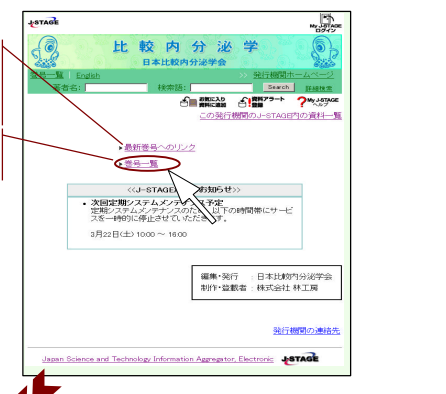 J-STAGE
My J-STAGE
ログイン
比較内分泌学
日本比較内分泌学会
巻号一覧 | English
>> 発行機関ホームページ
著者名: 検索語: Search 詳細検索
お気に入り
資料に追加
資料アラート
登録
My J-STAGE
ヘルプ
この発行機関のJ-STAGE内の資料一覧
最新巻号へのリンク
巻号一覧
<<J-STAGE お知らせ>>
・ 次回定期システムメンテナンス予定
定期システムメンテナンスのため、以下の時間帯にサービ
スを一時的に停止させていただきます。
3月22日(土) 10:00 ～ 16:00
編集・発行 : 日本比較内分泌学会
制作・登載者 : 株式会社 林工房
発行機関の連絡先
Japan Science and Technology Information Aggregator, Electronic J-STAGE